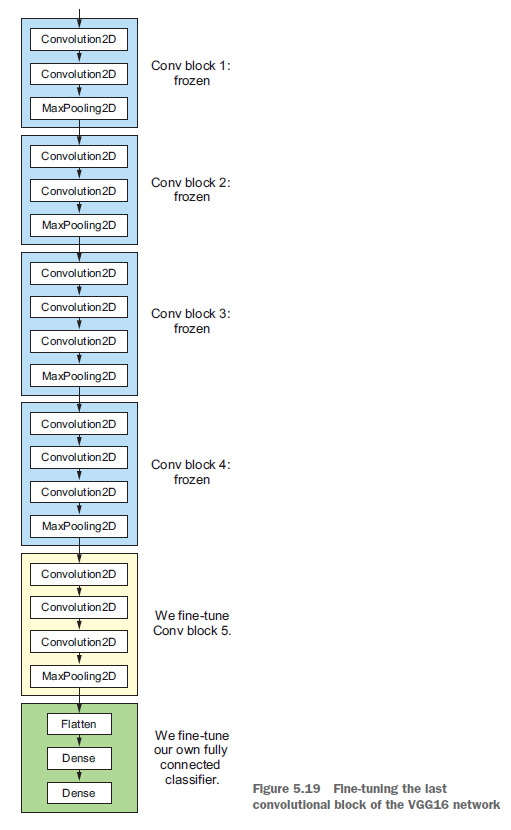 Convolution2D
Convolution2D
MaxPooling2D
Conv block 1:
frozen
Convolution2D
Convolution2D
MaxPooling2D
Conv block 2:
frozen
Convolution2D
Convolution2D
Convolution2D
MaxPooling2D
Conv block 3:
frozen
Convolution2D
Convolution2D
Convolution2D
MaxPooling2D
Conv block 4:
frozen
Convolution2D
Convolution2D
Convolution2D
MaxPooling2D
We fine-tune
Conv block 5.
Flatten
Dense
Dense
We fine-tune
our own fully
connected
classifier.
Figure 5.19 Fine-tuning the last
convolutional block of the VGG16 network